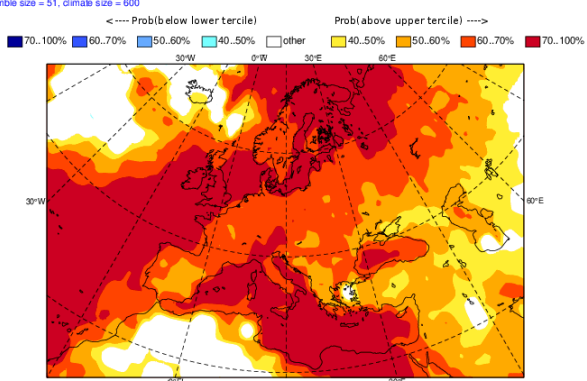 ble size = 51, climate size = 600
<---- Prob(below lower tercile)    Prob(above upper tercile) ---->
70..100% 60..70% 50..60% 40..50% other 40..50% 50..60% 60..70% 70..100%
30°W 0°W 30°E 60°E
30°W 60°E